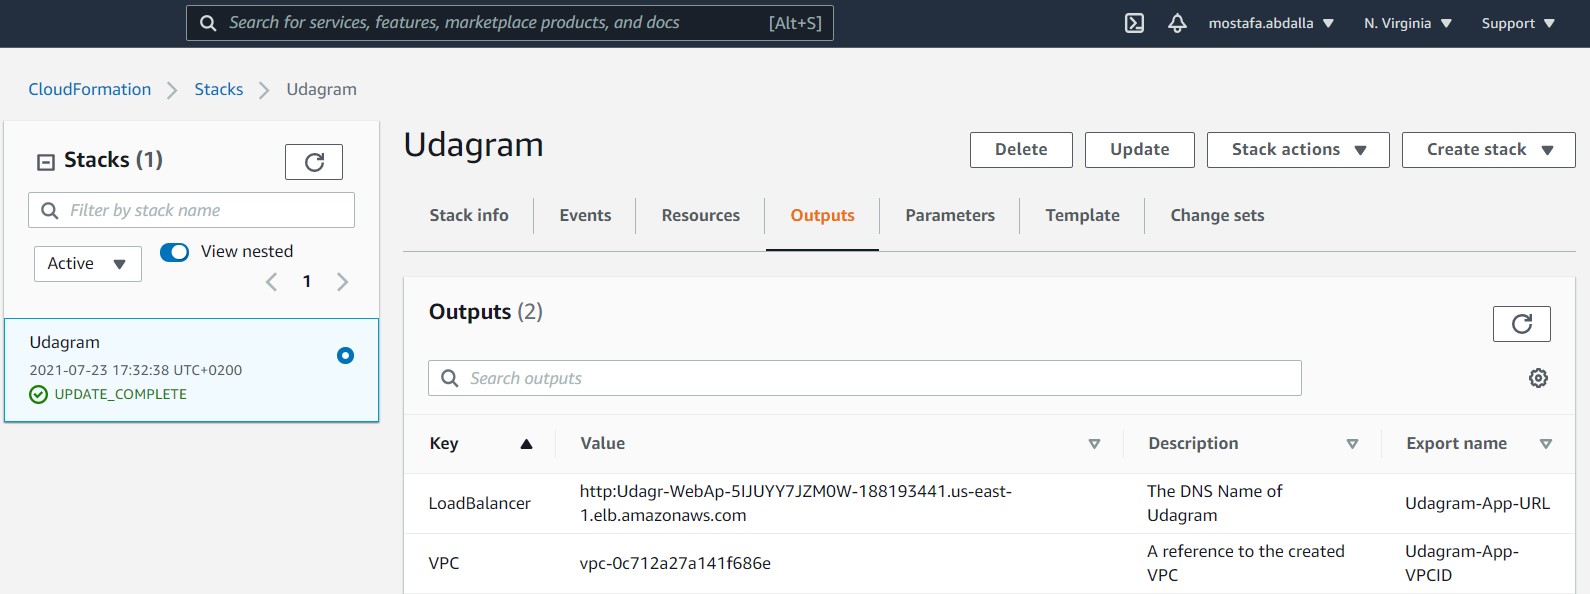 Search for services, features, marketplace products, and docs [Alt+S] mostafa.abdalla N. Virginia Support
CloudFormation Stacks Udagram
Stacks (1)
Filter by stack name
Active View nested
1
Udagram
2021-07-23 17:32:38 UTC+0200
UPDATE_COMPLETE
Udagram
Delete Update Stack actions Create stack
Stack info Events Resources Outputs Parameters Template Change sets
Outputs (2)
Search outputs
Key Value Description Export name
LoadBalancer http:Udagr-WebAp-5IJUYY7JZM0W-188193441.us-east-
1.elb.amazonaws.com The DNS Name of
Udagram Udagram-App-URL
VPC vpc-0c712a27a141f686e A reference to the created
VPC Udagram-App-
VPCID